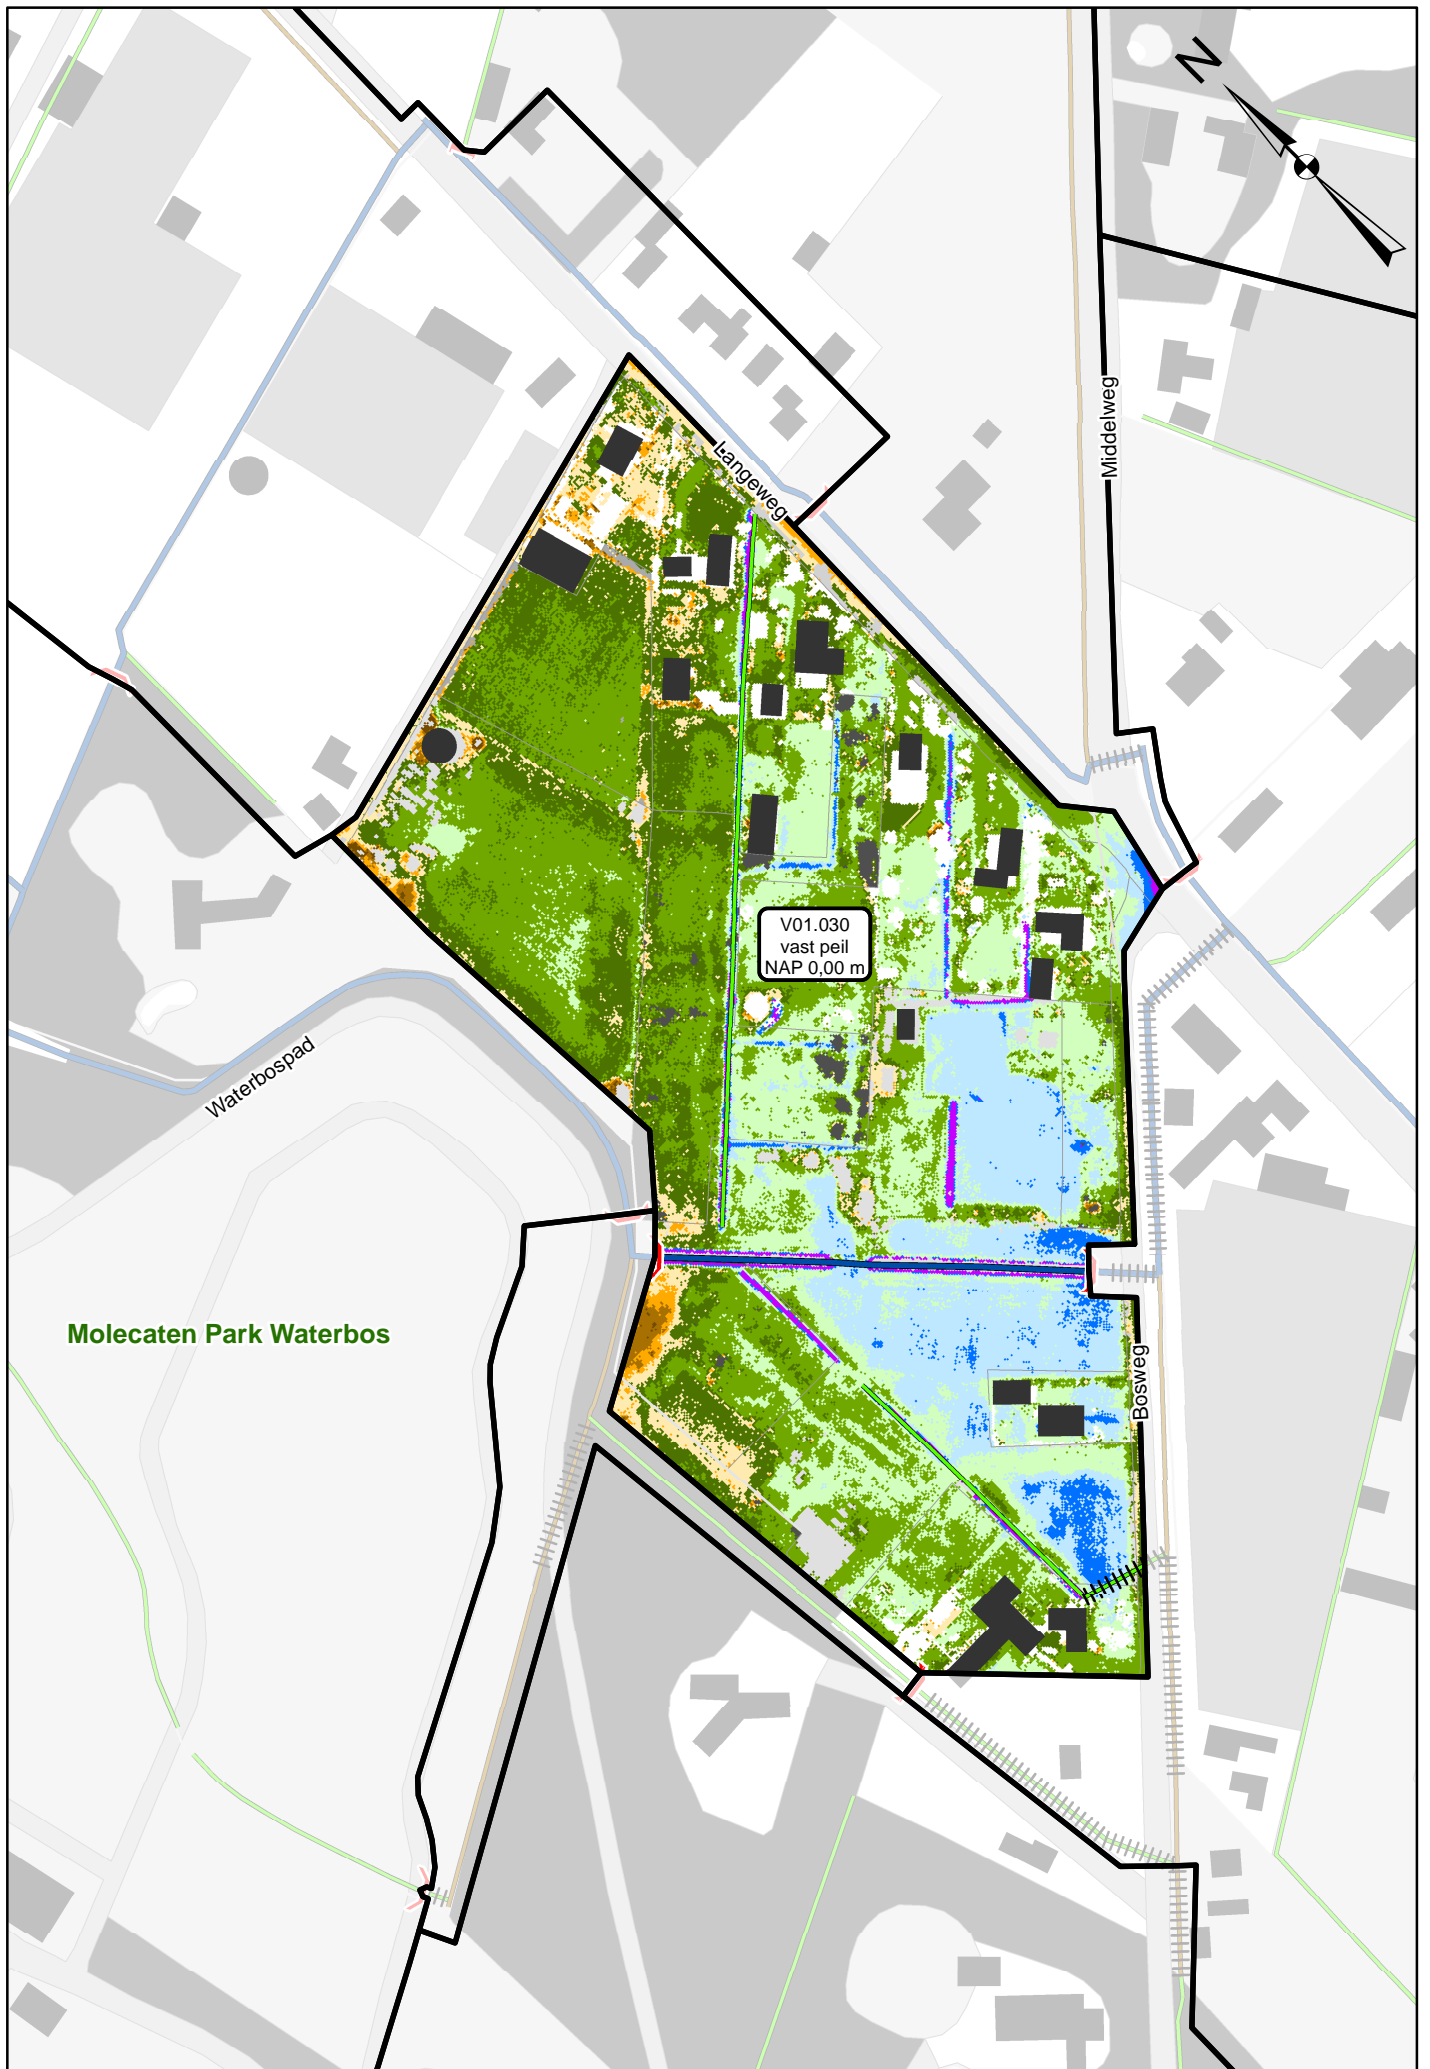 N
Middelweg
Langeweg
V01.030
vast peil
NAP 0,00 m
Waterbospad
Molecaten Park Waterbos
Bosweg